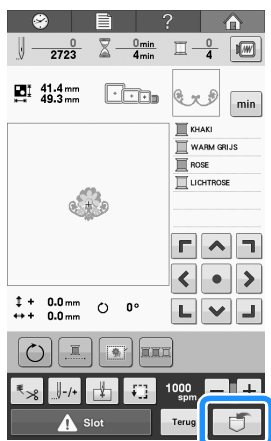 ?
0 0min 0
2723 4min 4
41.4 mm
49.3 mm
min
KHAKI
WARM GRIJS
ROSE
LICHTROSE
+ 0.0 mm 0°
+ 0.0 mm
-/+ 1000 spm - +
Slot Terug